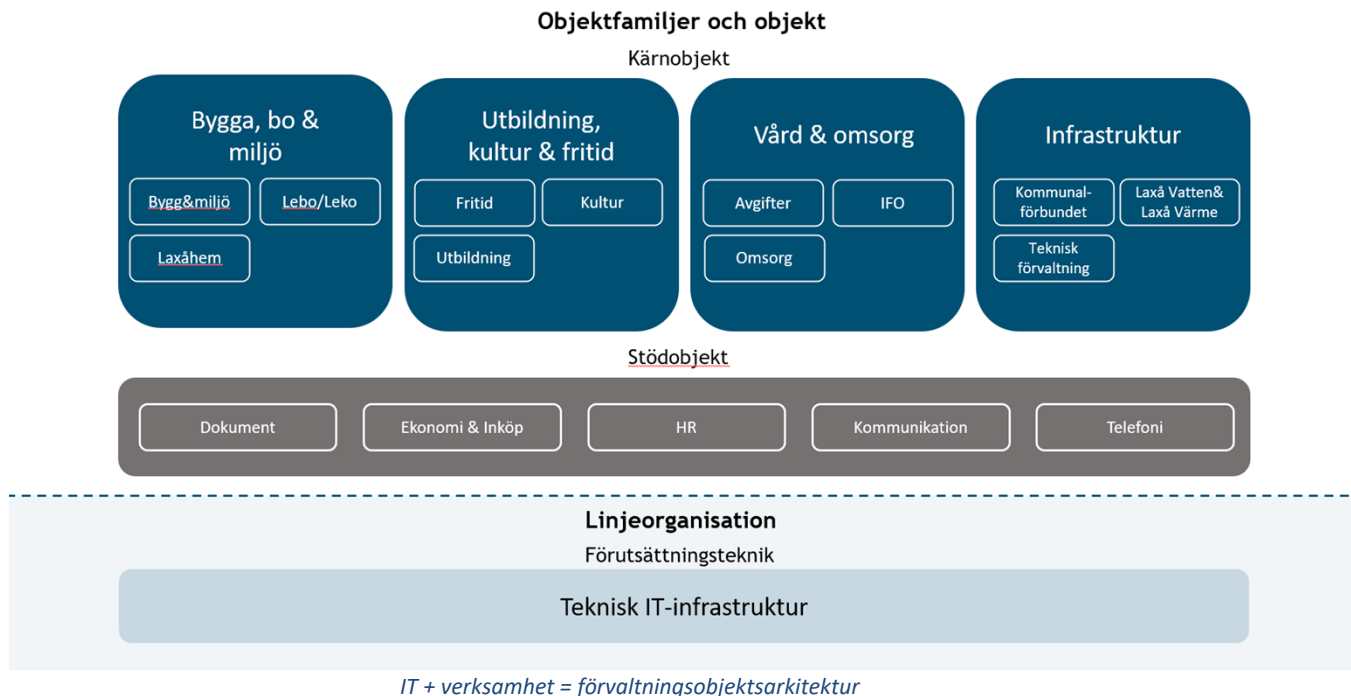 Objektfamiljer och objekt
Kärnobjekt
Bygga, bo &
miljö
Bygg&miljö
Lebo/Leko
Laxåhem
Utbildning,
kultur & fritid
Fritid
Kultur
Utbildning
Vård & omsorg
Avgifter
IFO
Omsorg
Infrastruktur
Kommunal-
förbundet
Laxå Vatten&
Laxå Värme
Teknisk
förvaltning
Stödobjekt
Dokument
Ekonomi & Inköp
HR
Kommunikation
Telefoni
Linjeorganisation
Förutsättningsteknik
Teknisk IT-infrastruktur
IT + verksamhet = förvaltningsobjektsarkitektur